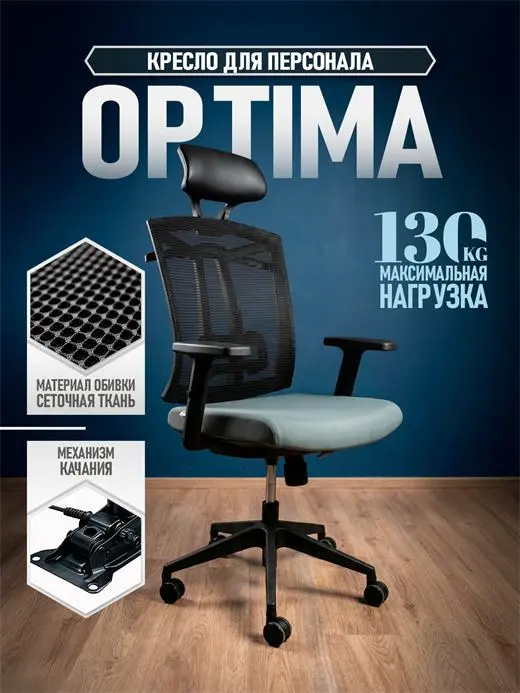 КРЕСЛО ДЛЯ ПЕРСОНАЛА
OPTIMA
130 KG
МАКСИМАЛЬНАЯ
НАГРУЗКА
МАТЕРИАЛ ОБИВКИ
СЕТОЧНАЯ ТКАНЬ
МЕХАНИЗМ
КАЧАНИЯ